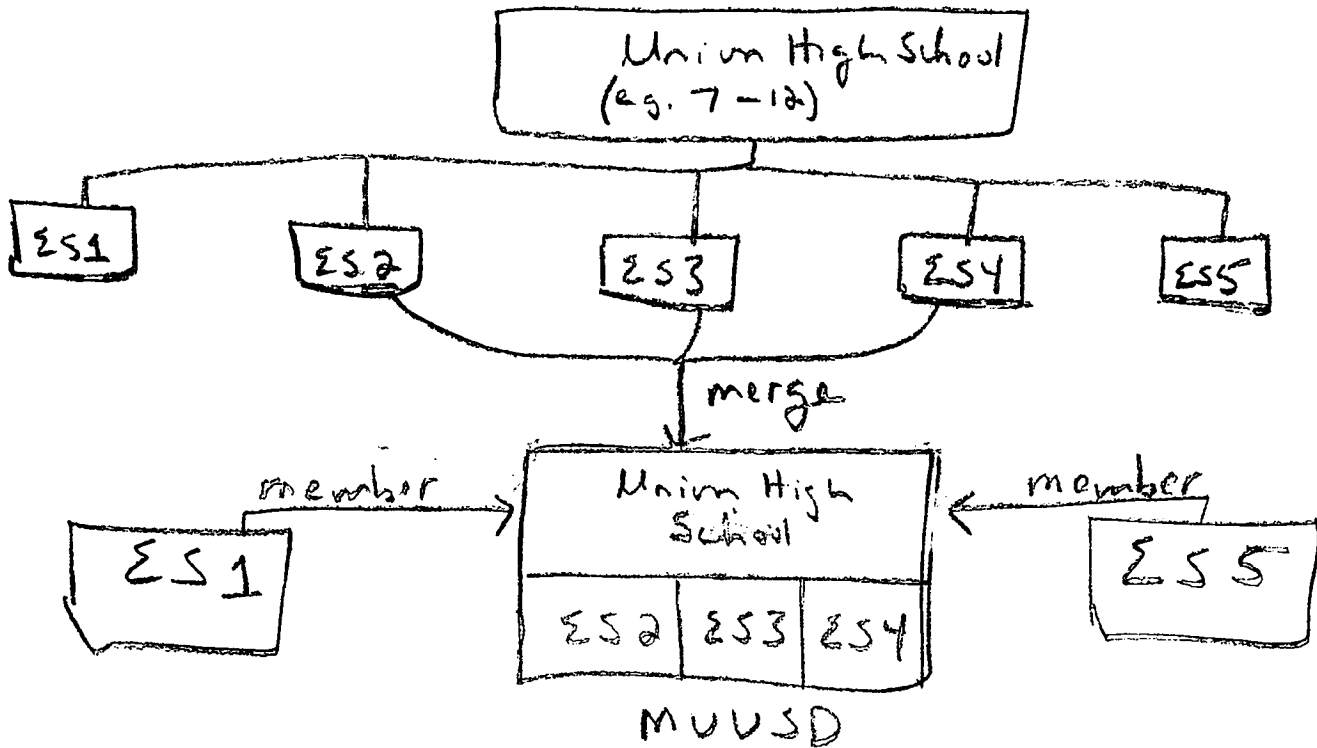 Union High School
(eg. 7-12)
ES1
ES2
ES3
ES4
ES5
merge
member
Union High
School
member
ES1
ES5
ES2
ES3
ES4
MUUSD